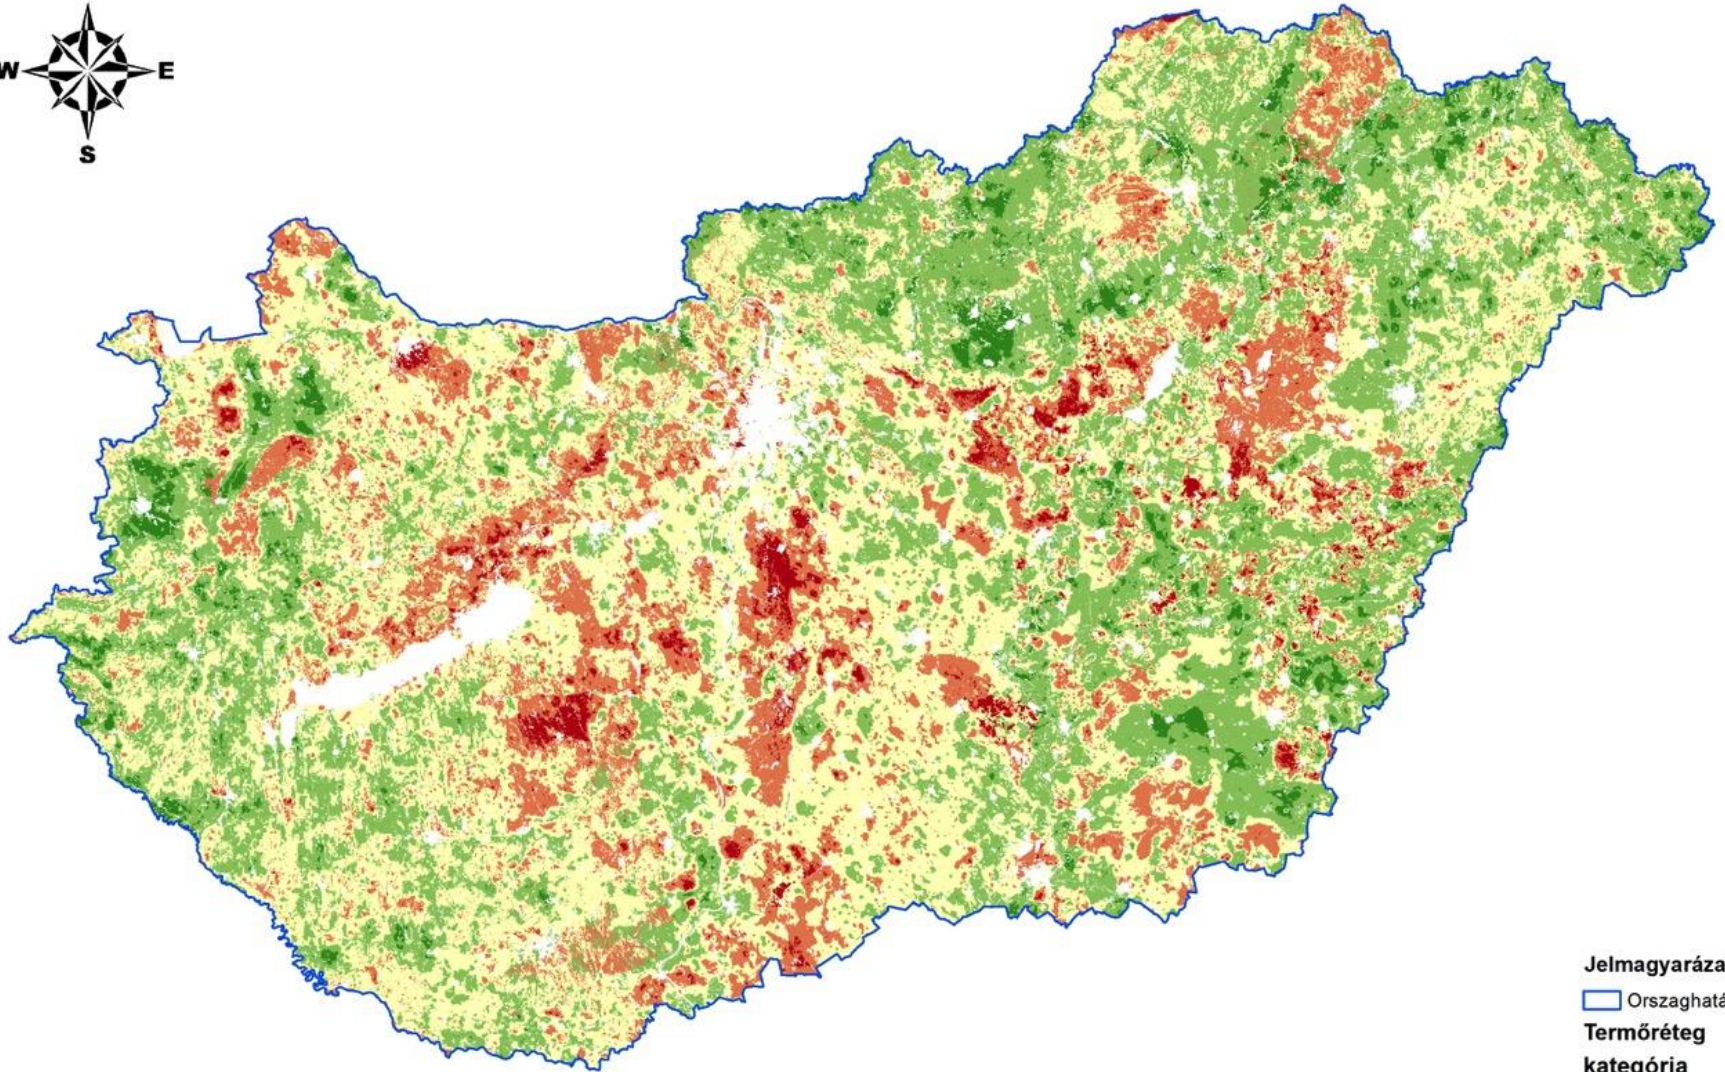 W E
S
Jelmagyaráza
Orszaghatá
Termőréteg
kategória